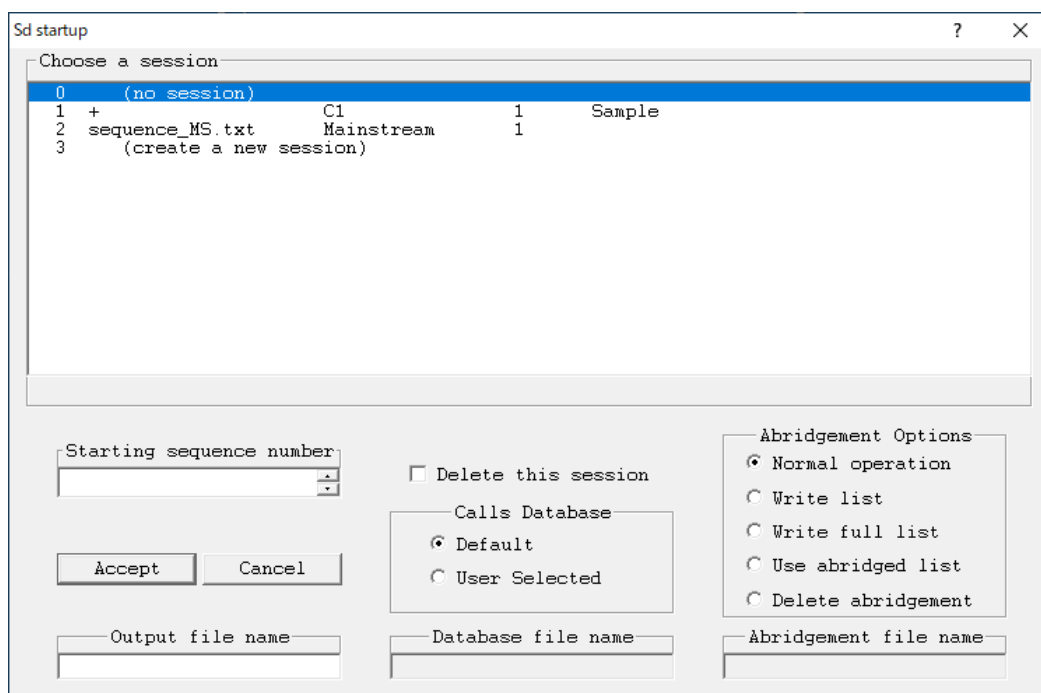 Sd startup
Choose a session
0 (no session)
1 + C1 1 Sample
2 sequence_MS.txt Mainstream 1
3 (create a new session)
Starting sequence number
Delete this session
Abridgement Options
Normal operation
Write list
Write full list
Use abridged list
Delete abridgement
Calls Database
Default
User Selected
Accept Cancel
Output file name
Database file name
Abridgement file name